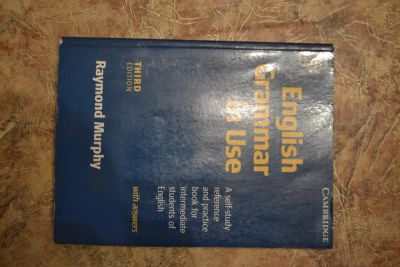 CAMBRIDGE
English
Grammar
in Use
A self-study
reference
and practice
book for
intermediate
students of
English
with answers
THIRD
EDITION
Raymond Murphy